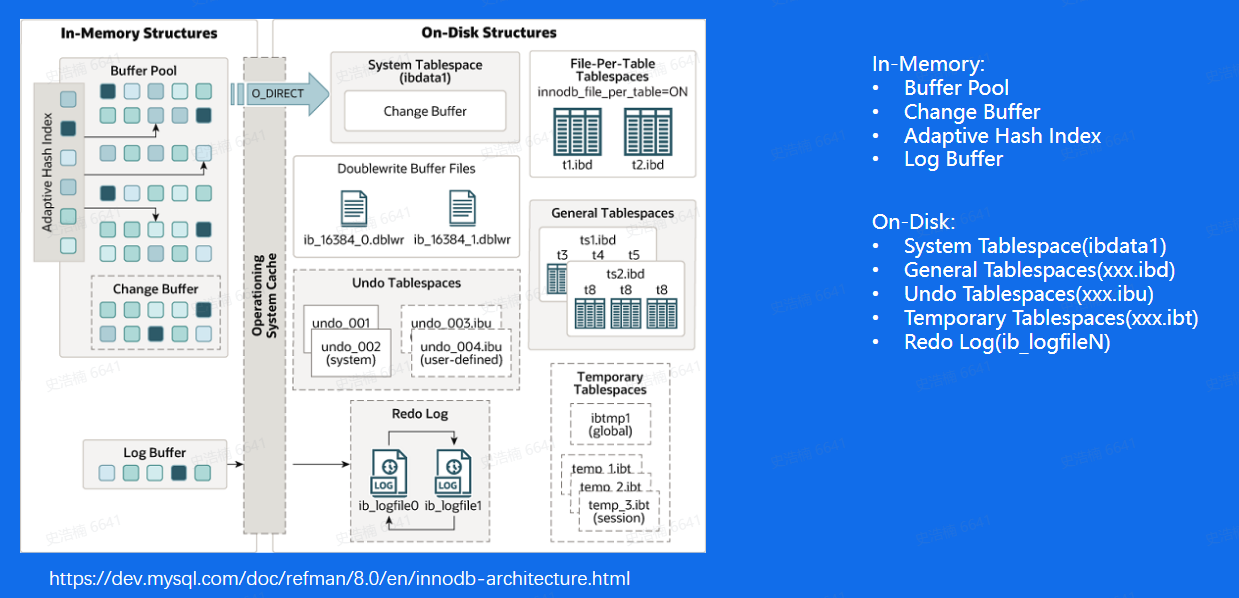 In-Memory Structures
On-Disk Structures
Buffer Pool
Adaptive Hash Index
Change Buffer
Log Buffer
O_DIRECT
Operationing
System Cache
System Tablespace
(ibdata1)
Change Buffer
Doublewrite Buffer Files
ib_16384_0.dblwr
ib_16384_1.dblwr
Undo Tablespaces
undo_001
undo_002
(system)
undo_003.ibu
undo_004.ibu
(user-defined)
Redo Log
LOG
LOG
ib_logfile0
ib_logfile1
File-Per-Table
Tablespaces
innodb_file_per_table=ON
t1.ibd
t2.ibd
General Tablespaces
ts1.ibd
t3 t4 t5
ts2.ibd
t8 t8 t8
Temporary
Tablespaces
ibtmp1
(global)
temp_1.ibt
temp_2.ibt
temp_3.ibt
(session)
In-Memory:
• Buffer Pool
• Change Buffer
• Adaptive Hash Index
• Log Buffer
On-Disk:
• System Tablespace(ibdata1)
• General Tablespaces(xxx.ibd)
• Undo Tablespaces(xxx.ibu)
• Temporary Tablespaces(xxx.ibt)
• Redo Log(ib_logfileN)
https://dev.mysql.com/doc/refman/8.0/en/innodb-architecture.html
史浩楠 6641